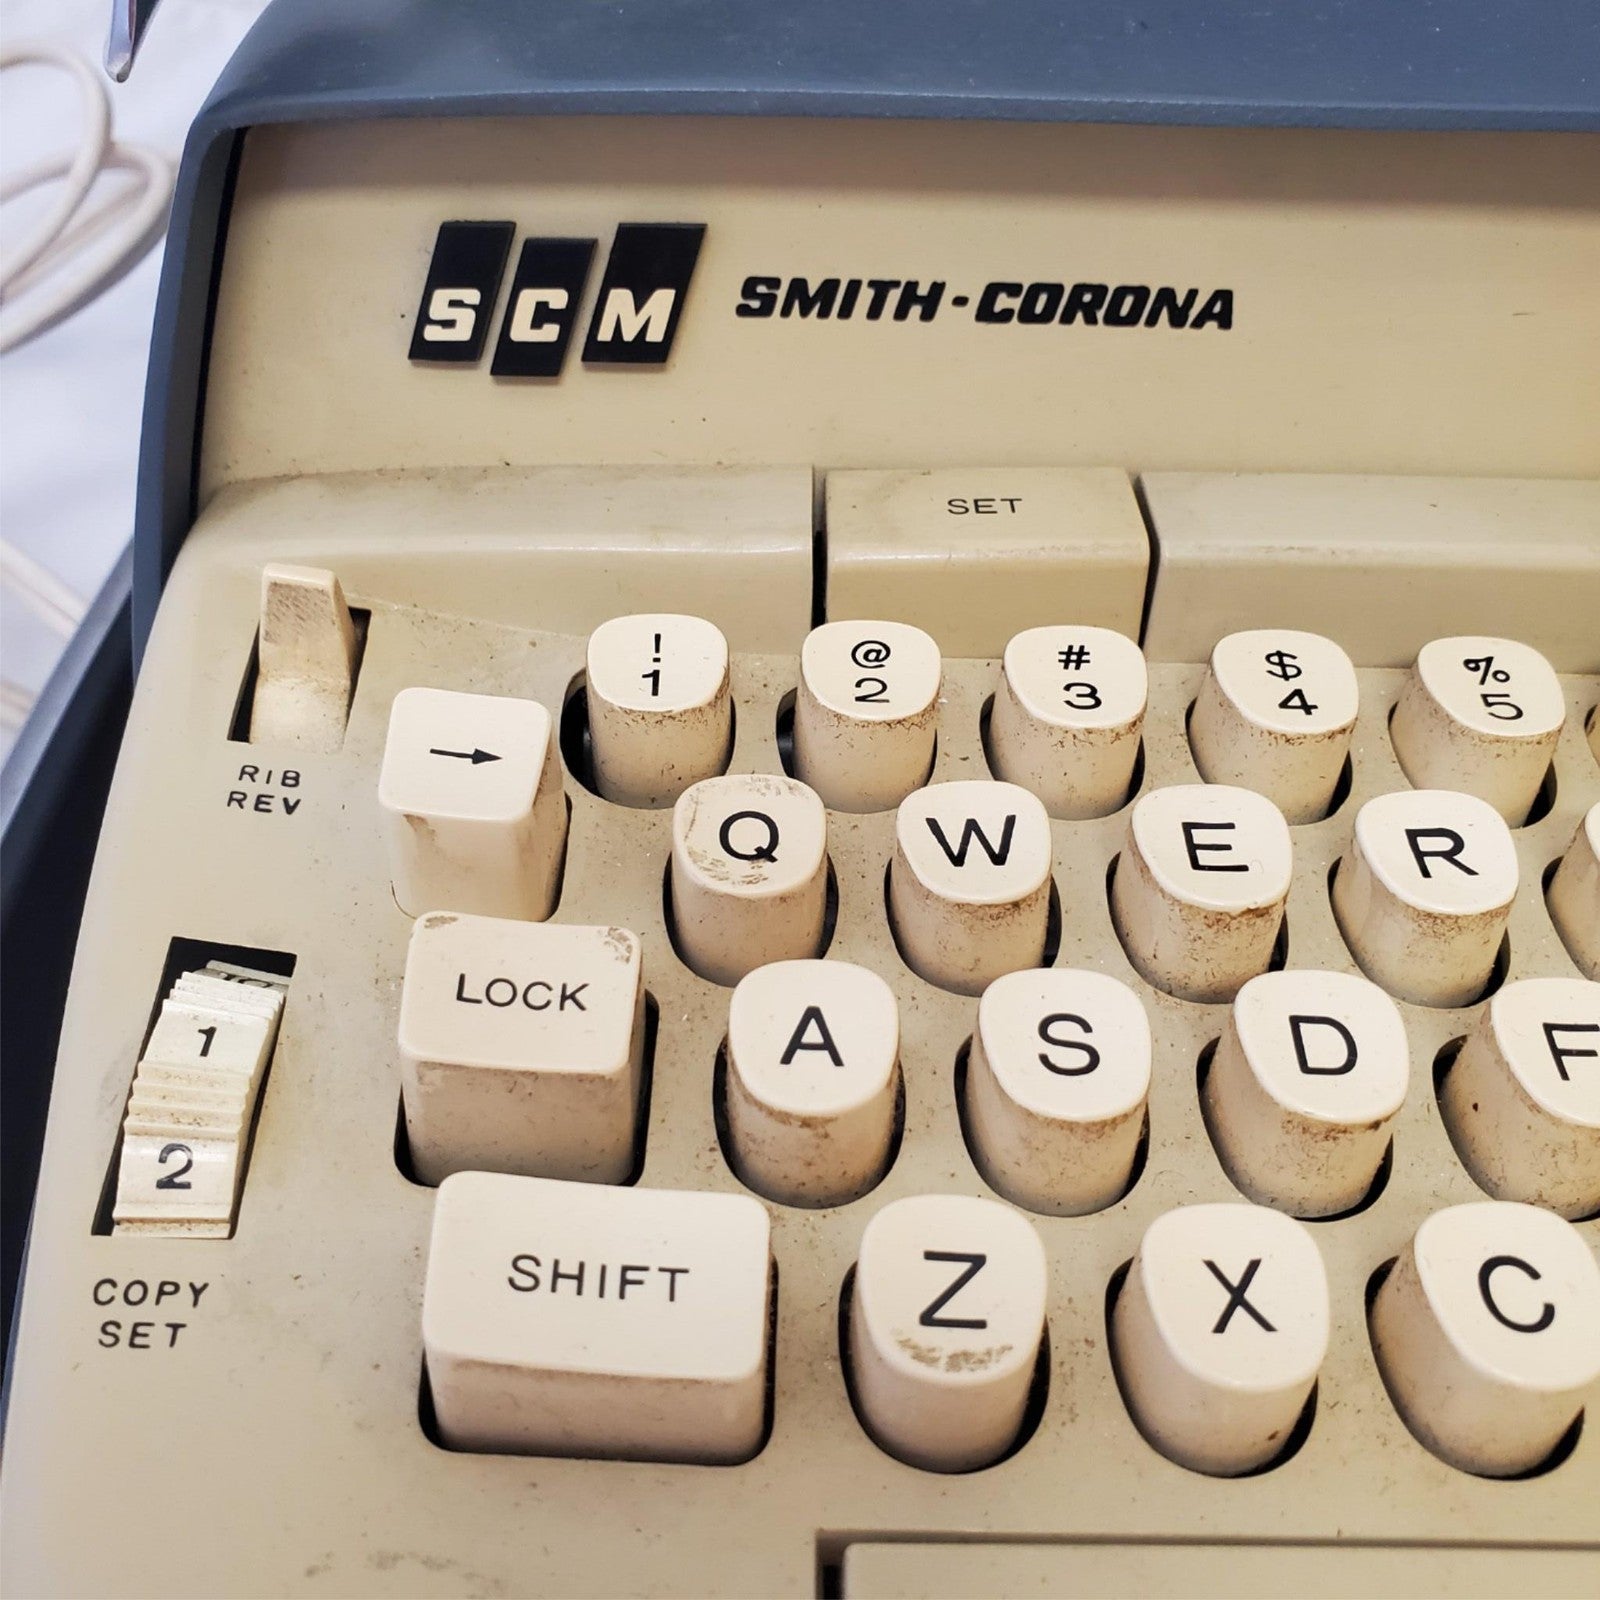 SCM SMITH-CORONA
SET
! @ # $ %
1 2 3 4 5
RIB
REV
→ Q W E R
LOCK A S D F
1
2
SHIFT Z X C
COPY
SET